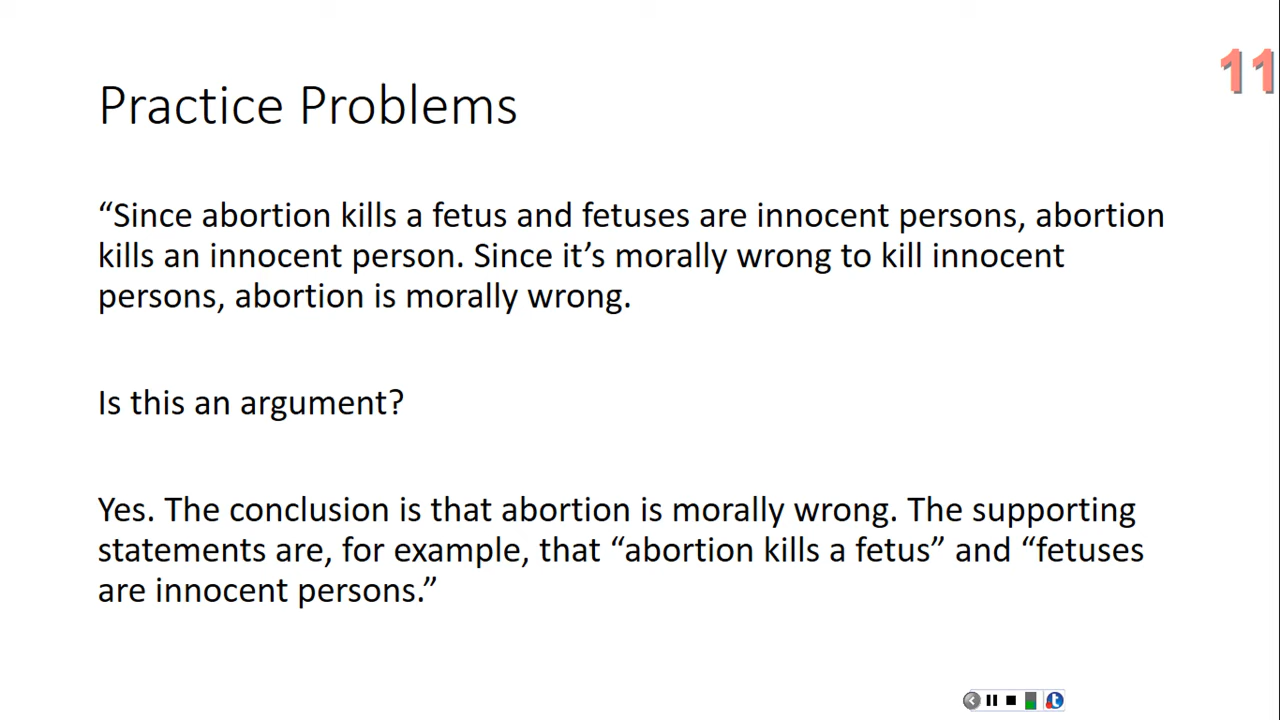 11
Practice Problems
“Since abortion kills a fetus and fetuses are innocent persons, abortion
kills an innocent person. Since it’s morally wrong to kill innocent
persons, abortion is morally wrong.
Is this an argument?
Yes. The conclusion is that abortion is morally wrong. The supporting
statements are, for example, that “abortion kills a fetus” and “fetuses
are innocent persons.”
t